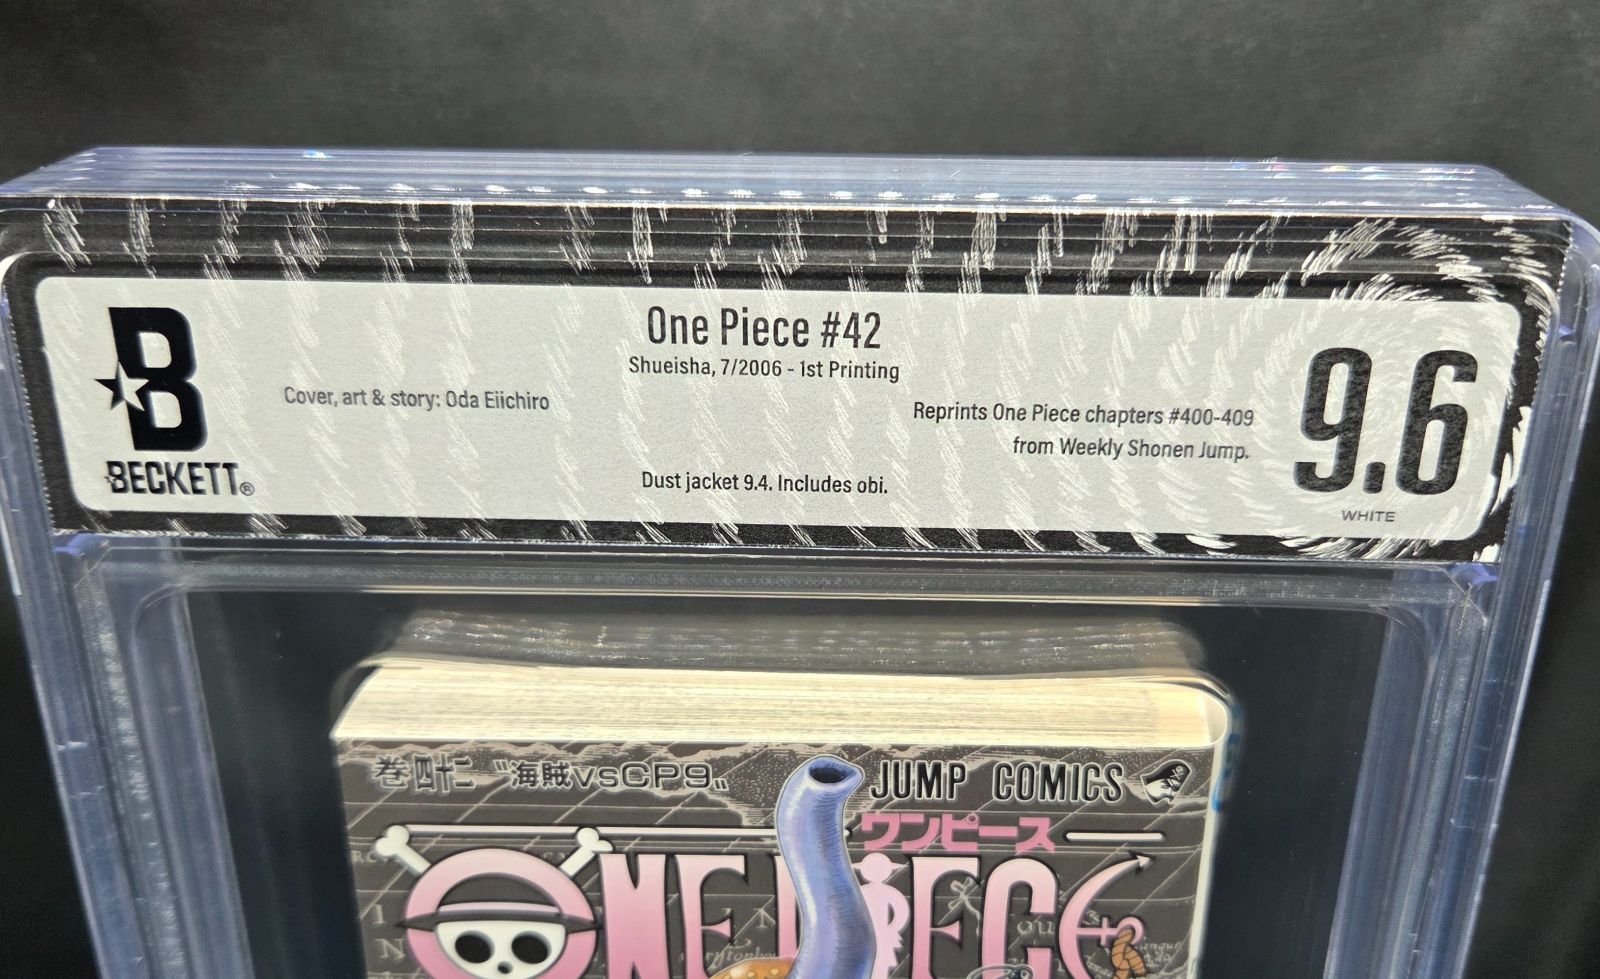 One Piece #42
Shueisha, 7/2006 - 1st Printing
Cover, art & story: Oda Eiichiro
Reprints One Piece chapters #400-409
from Weekly Shonen Jump.
Dust jacket 9.4. Includes obi.
B
BECKETT®
9.6
WHITE
巻四十二 〝海賊vsCP9〟
JUMP COMICS
ワンピース
ONE PIECE